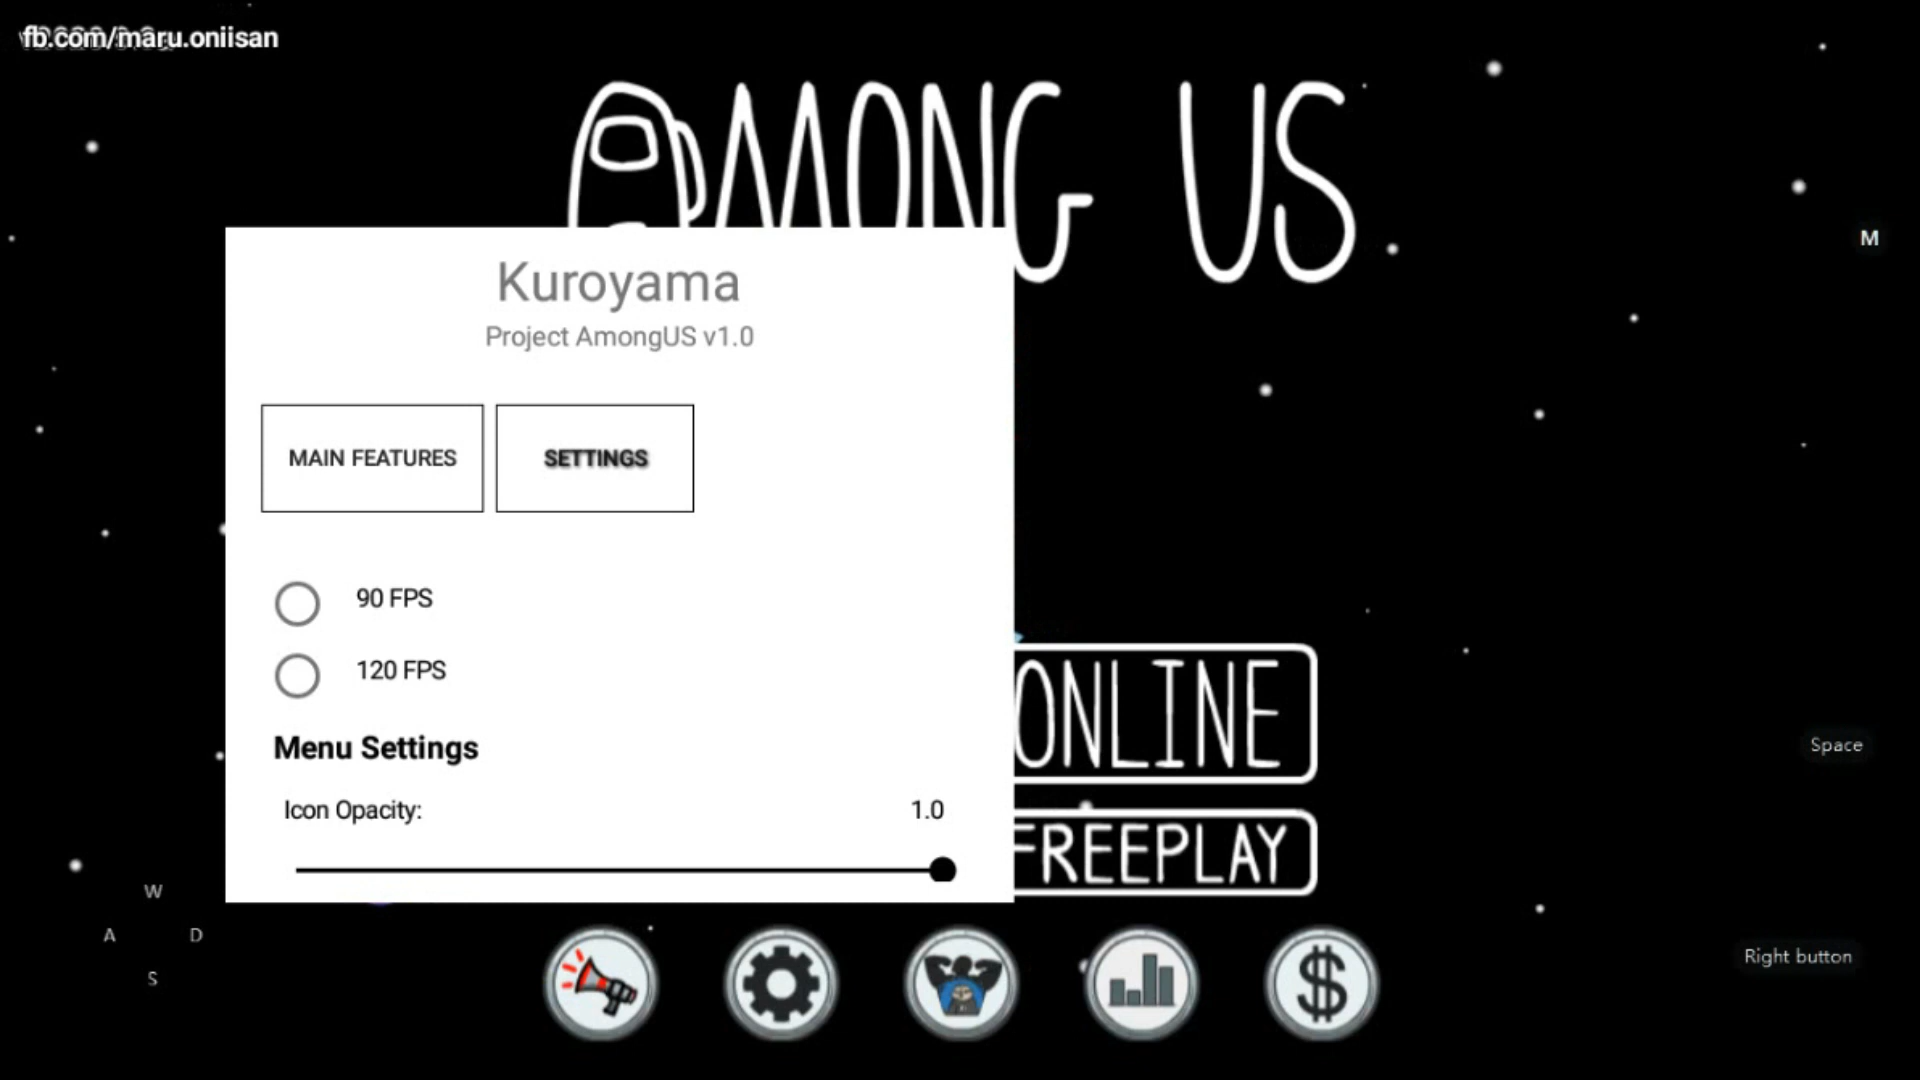 fb.com/maru.oniisan
AMONG US
Kuroyama
Project AmongUS v1.0
MAIN FEATURES
SETTINGS
90 FPS
120 FPS
Menu Settings
Icon Opacity: 1.0
ONLINE
FREEPLAY
M
Space
Right button
W
A D
S